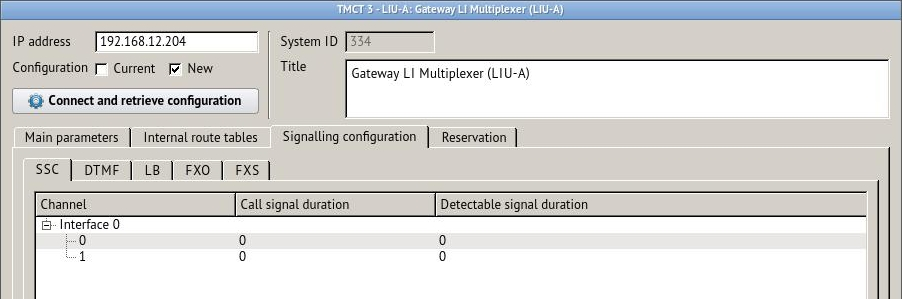 TMCT 3 - LIU-A: Gateway LI Multiplexer (LIU-A)
IP address 192.168.12.204 System ID 334
Configuration Current New Title
Gateway LI Multiplexer (LIU-A)
Connect and retrieve configuration
Main parameters Internal route tables Signalling configuration Reservation
SSC DTMF LB FXO FXS
Channel Call signal duration Detectable signal duration
Interface 0
0 0 0
1 0 0